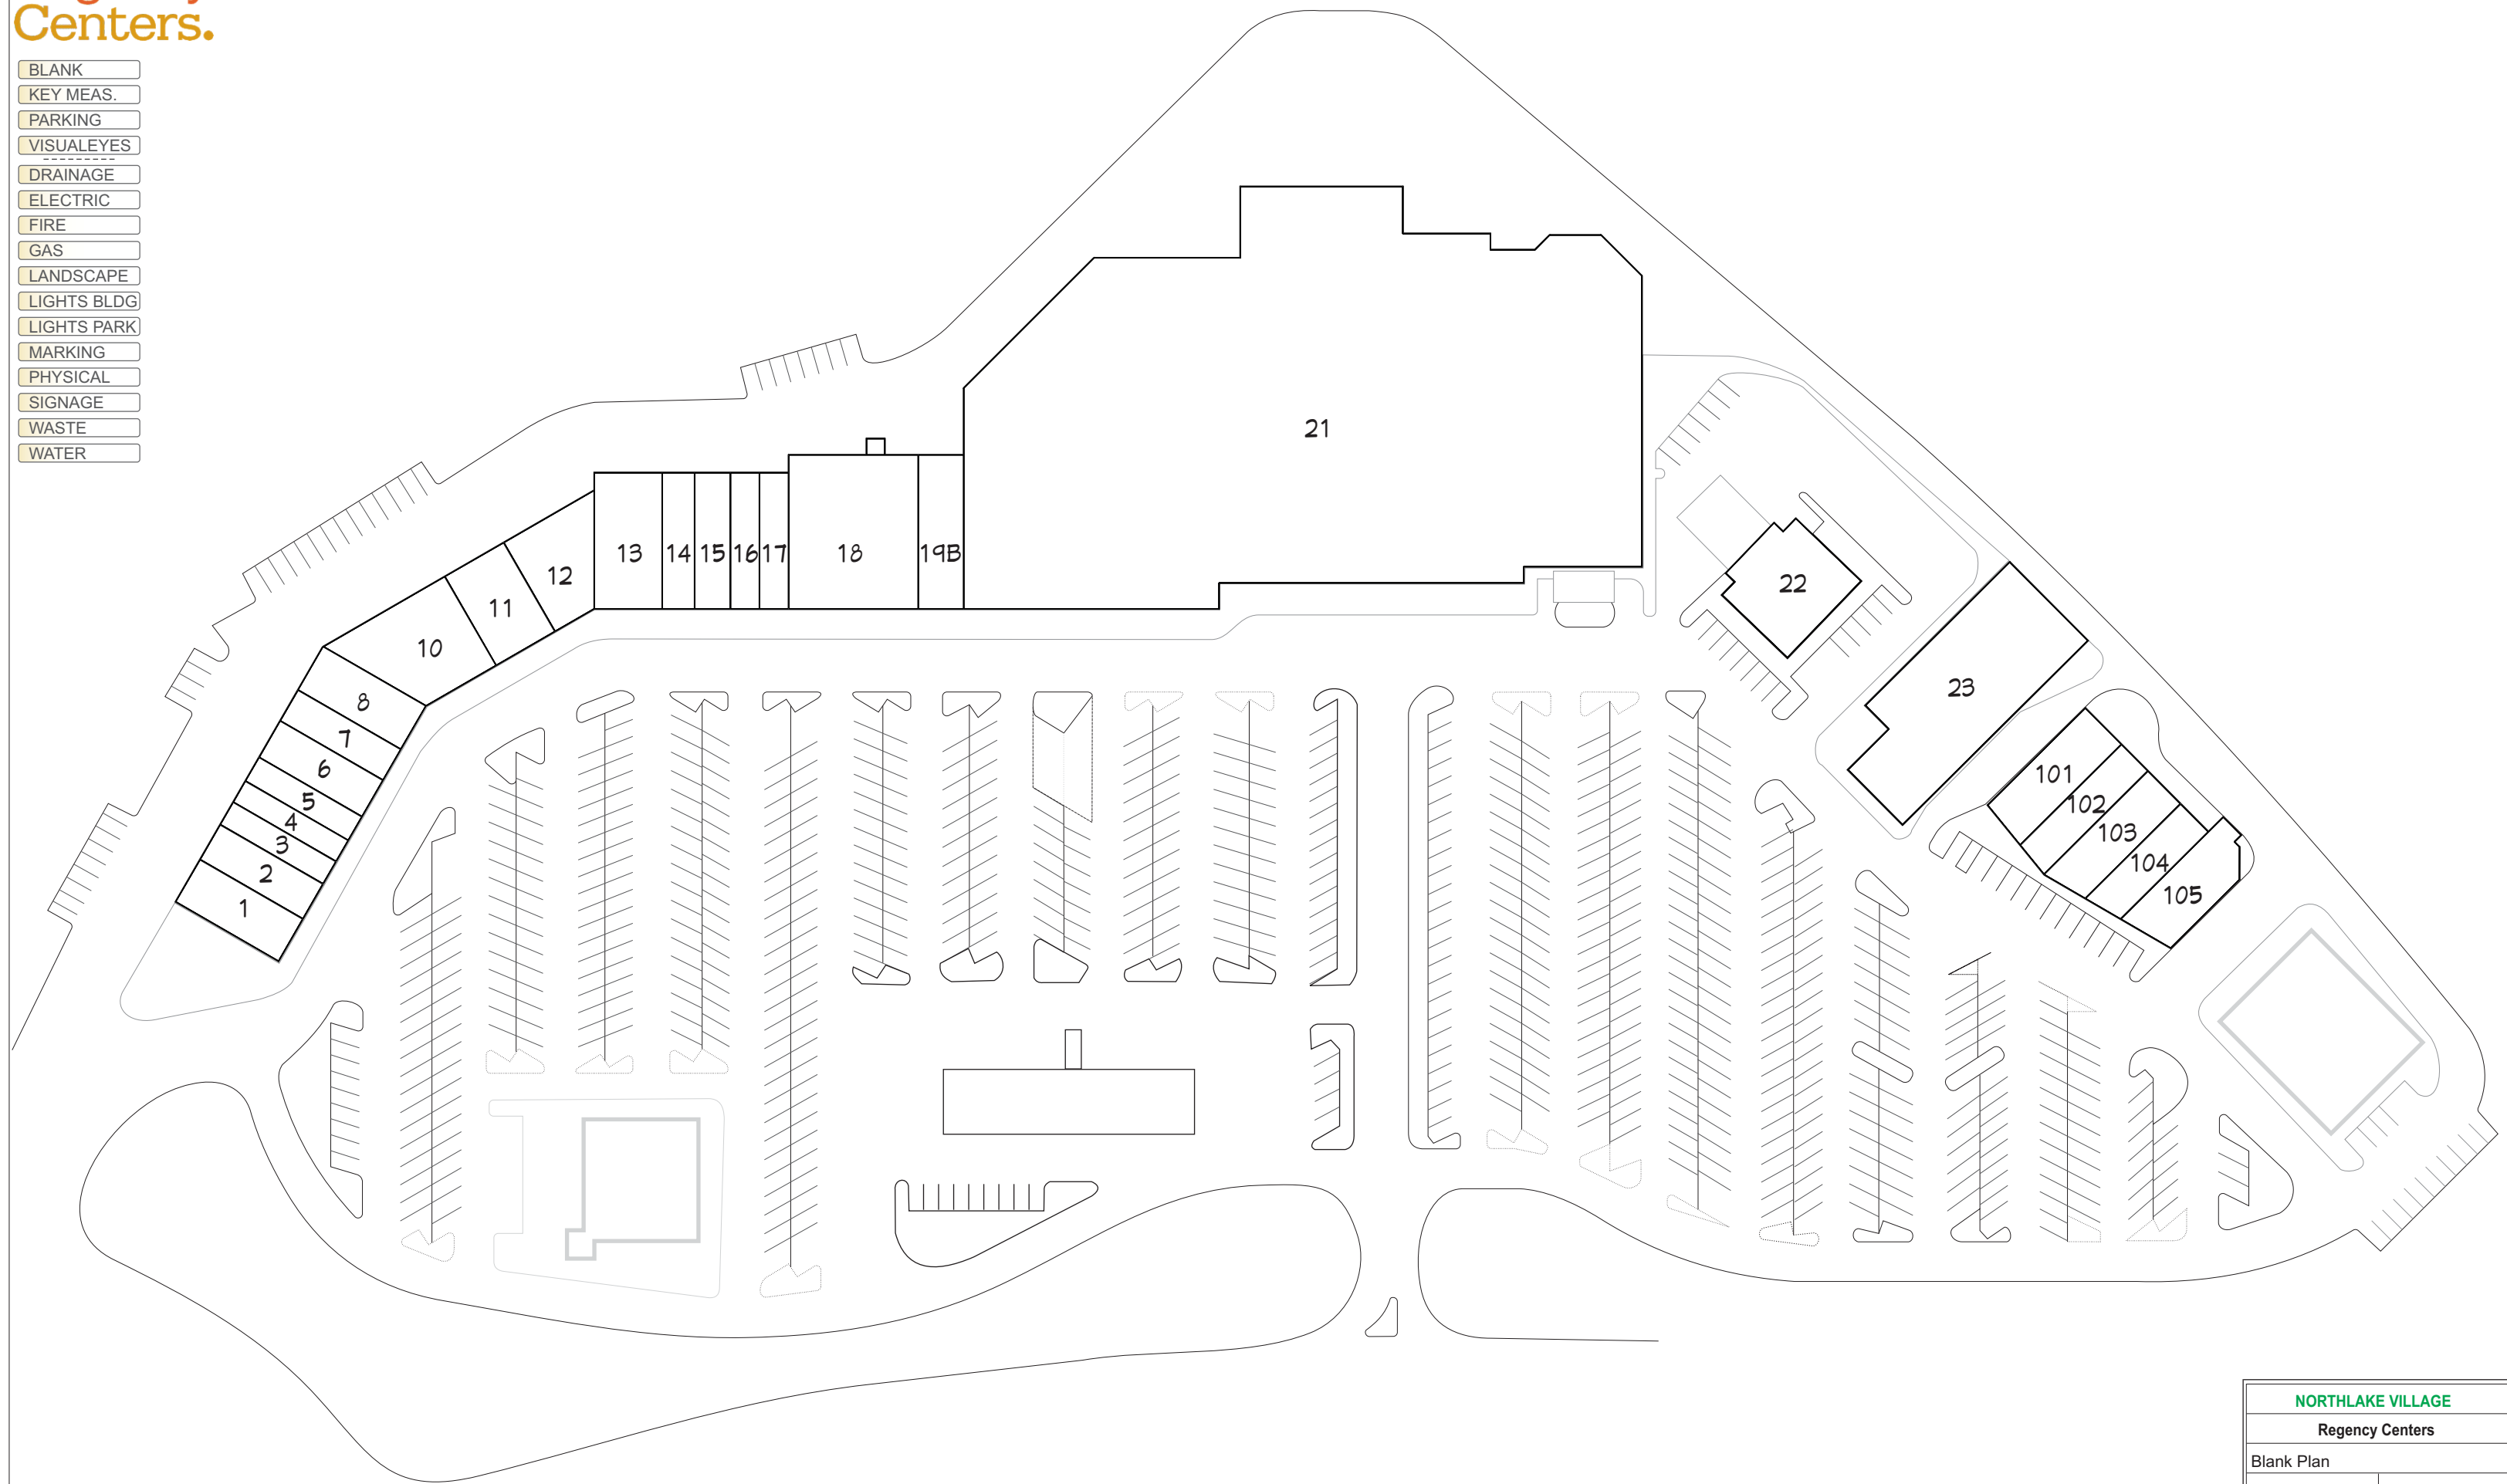 Centers.
BLANK
KEY MEAS.
PARKING
VISUALEYES
DRAINAGE
ELECTRIC
FIRE
GAS
LANDSCAPE
LIGHTS BLDG
LIGHTS PARK
MARKING
PHYSICAL
SIGNAGE
WASTE
WATER
21
13 14 15 16 17 18 19B
12
11
10
8
7
6
5
4
3
2
1
22
23
101
102
103
104
105
NORTHLAKE VILLAGE
Regency Centers
Blank Plan